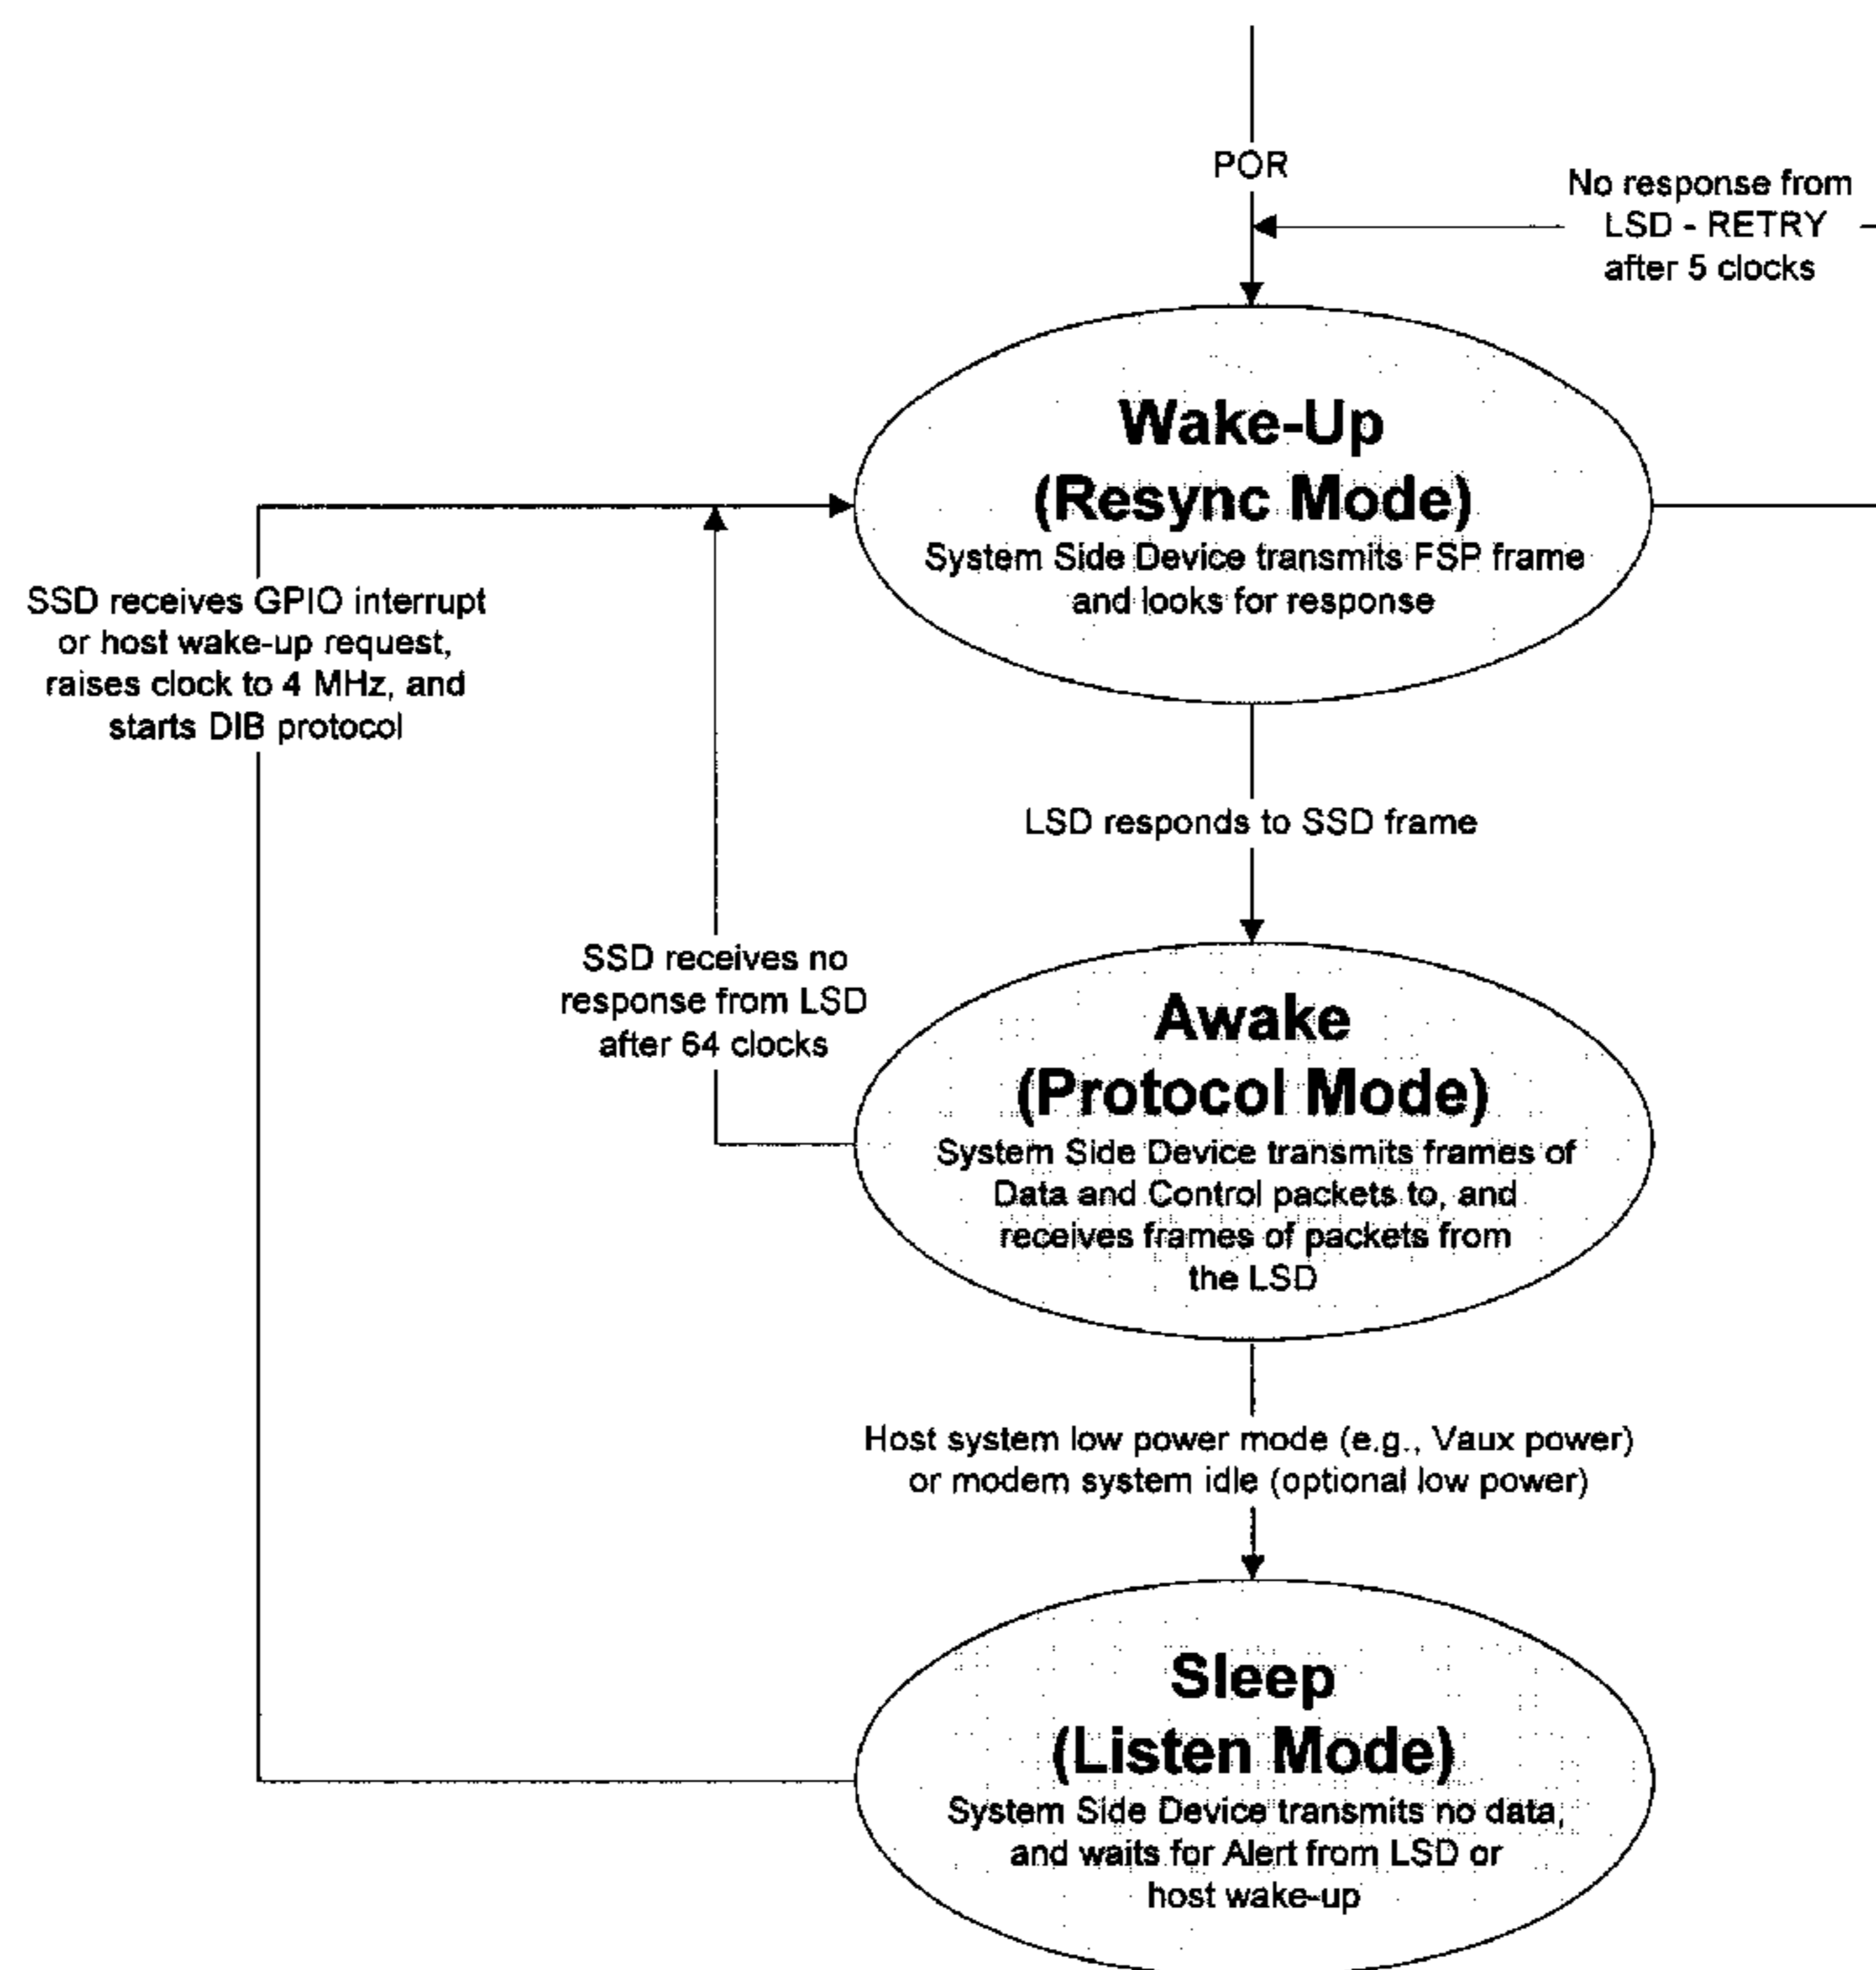 POR
No response from
LSD - RETRY
after 5 clocks
Wake-Up
(Resync Mode)
System Side Device transmits FSP frame
and looks for response
SSD receives GPIO interrupt
or host wake-up request,
raises clock to 4 MHz, and
starts DIB protocol
LSD responds to SSD frame
SSD receives no
response from LSD
after 64 clocks
Awake
(Protocol Mode)
System Side Device transmits frames of
Data and Control packets to, and
receives frames of packets from
the LSD
Host system low power mode (e.g., Vaux power)
or modem system idle (optional low power)
Sleep
(Listen Mode)
System Side Device transmits no data,
and waits for Alert from LSD or
host wake-up